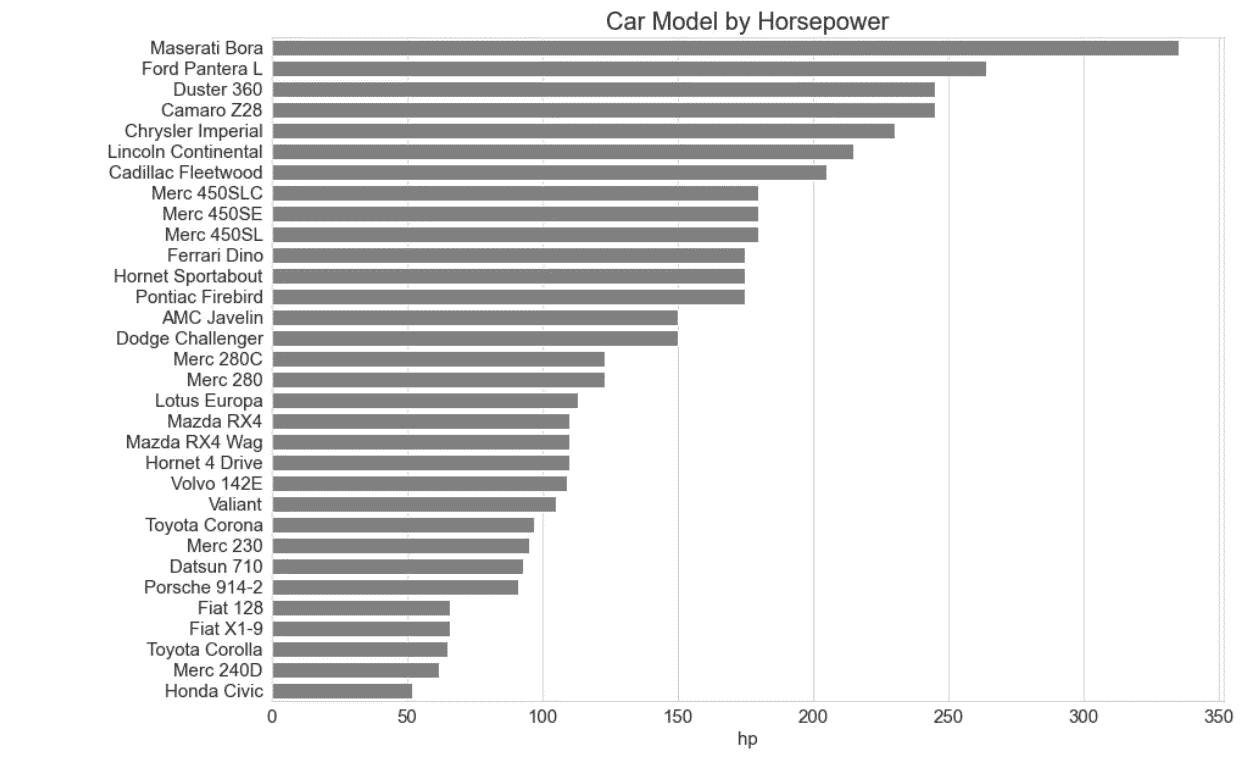 Car Model by Horsepower
Maserati Bora
Ford Pantera L
Duster 360
Camaro Z28
Chrysler Imperial
Lincoln Continental
Cadillac Fleetwood
Merc 450SLC
Merc 450SE
Merc 450SL
Ferrari Dino
Hornet Sportabout
Pontiac Firebird
AMC Javelin
Dodge Challenger
Merc 280C
Merc 280
Lotus Europa
Mazda RX4
Mazda RX4 Wag
Hornet 4 Drive
Volvo 142E
Valiant
Toyota Corona
Merc 230
Datsun 710
Porsche 914-2
Fiat 128
Fiat X1-9
Toyota Corolla
Merc 240D
Honda Civic
0 50 100 150 200 250 300 350
hp